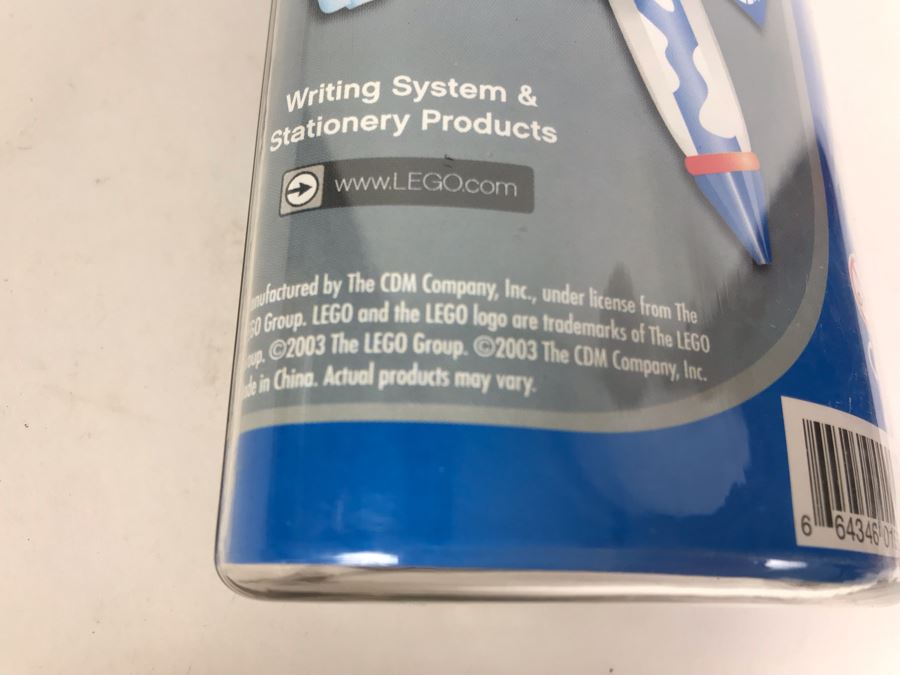 Writing System &
Stationery Products
www.LEGO.com
by The CDM Company, Inc., under license from The
Group. LEGO and the LEGO logo are trademarks of The LEGO
©2003 The LEGO Group. ©2003 The CDM Company, Inc.
in China. Actual products may vary.
6 64346